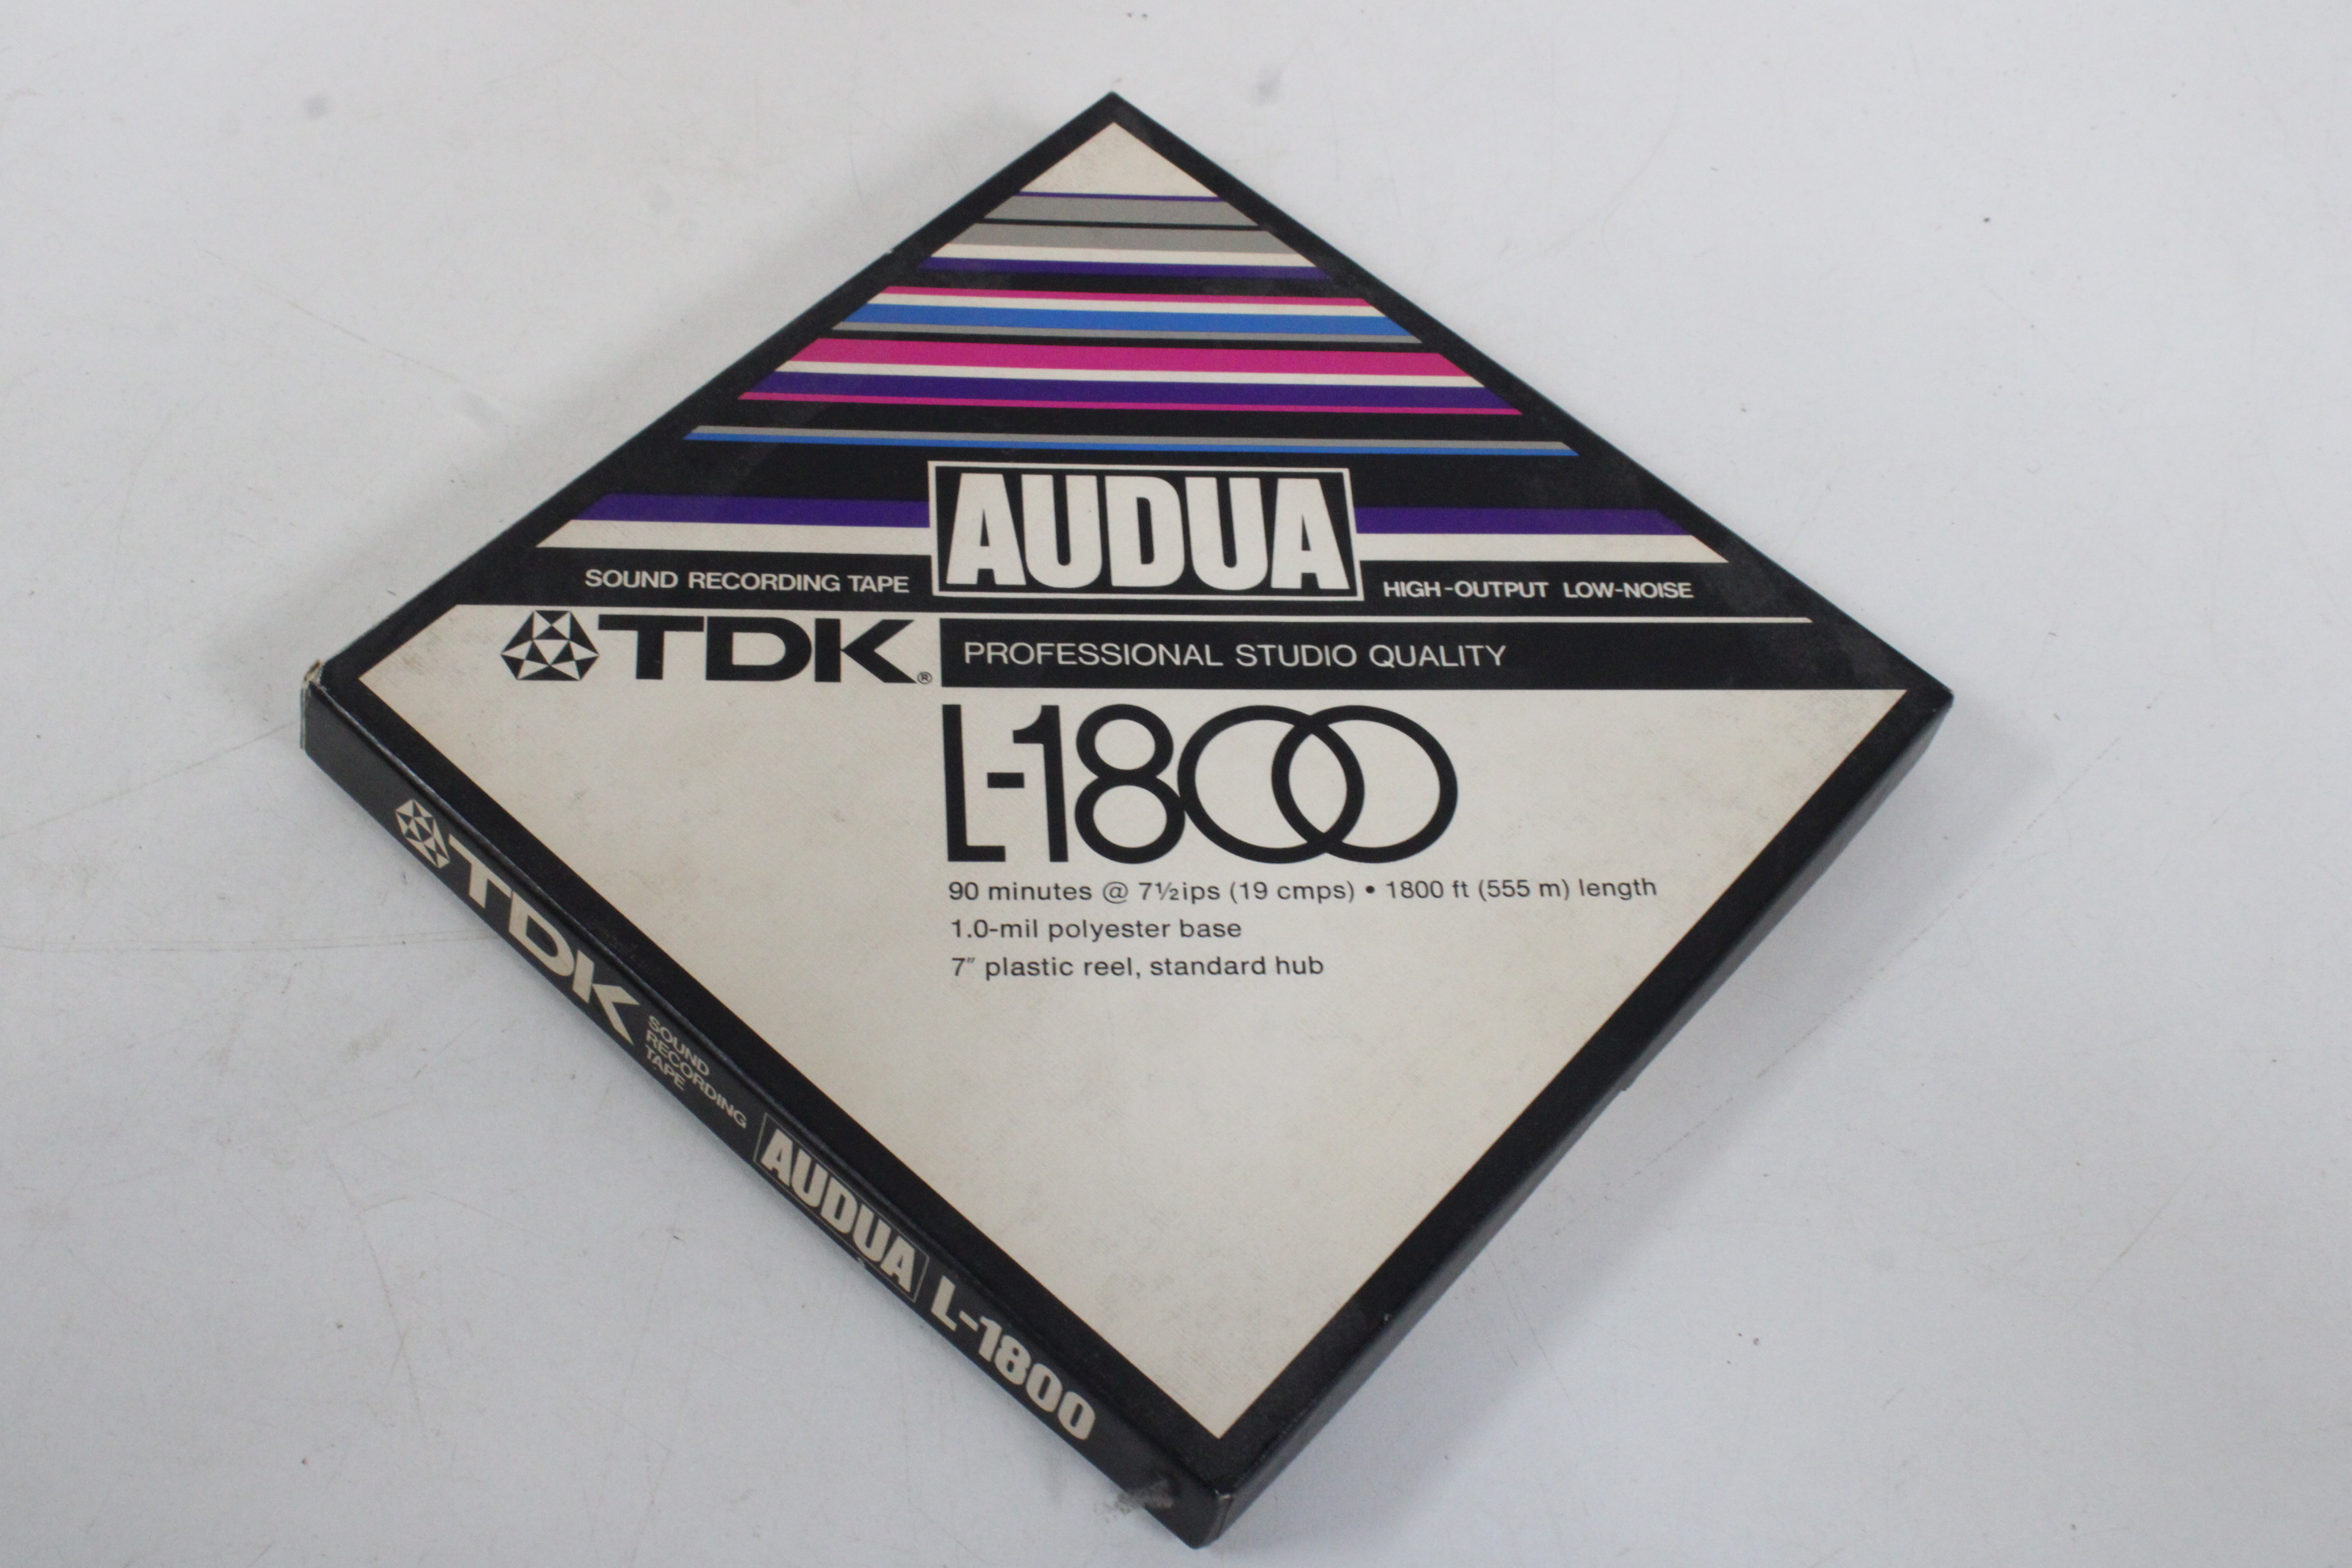 AUDUA
SOUND RECORDING TAPE
HIGH-OUTPUT LOW-NOISE
TDK®
PROFESSIONAL STUDIO QUALITY
L-1800
90 minutes @ 7½ips (19 cmps) • 1800 ft (555 m) length
1.0-mil polyester base
7" plastic reel, standard hub
TDK
SOUND
RECORDING
TAPE
AUDUA
L-1800